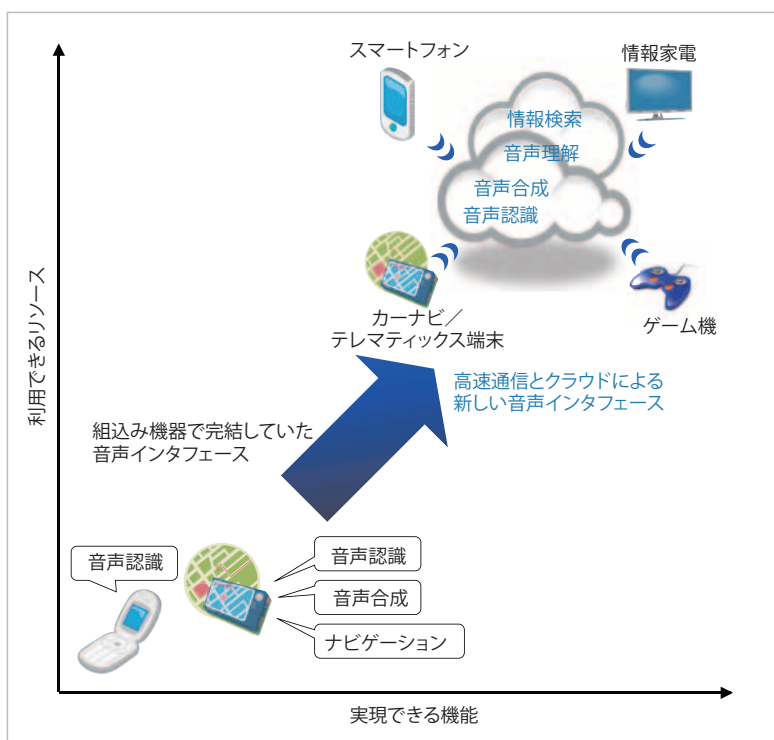 スマートフォン
情報家電
情報検索
音声理解
音声合成
音声認識
カーナビ／
テレマティックス端末
ゲーム機
高速通信とクラウドによる
新しい音声インタフェース
組込み機器で完結していた
音声インタフェース
音声認識
音声認識
音声合成
ナビゲーション
利用できるリソース
実現できる機能